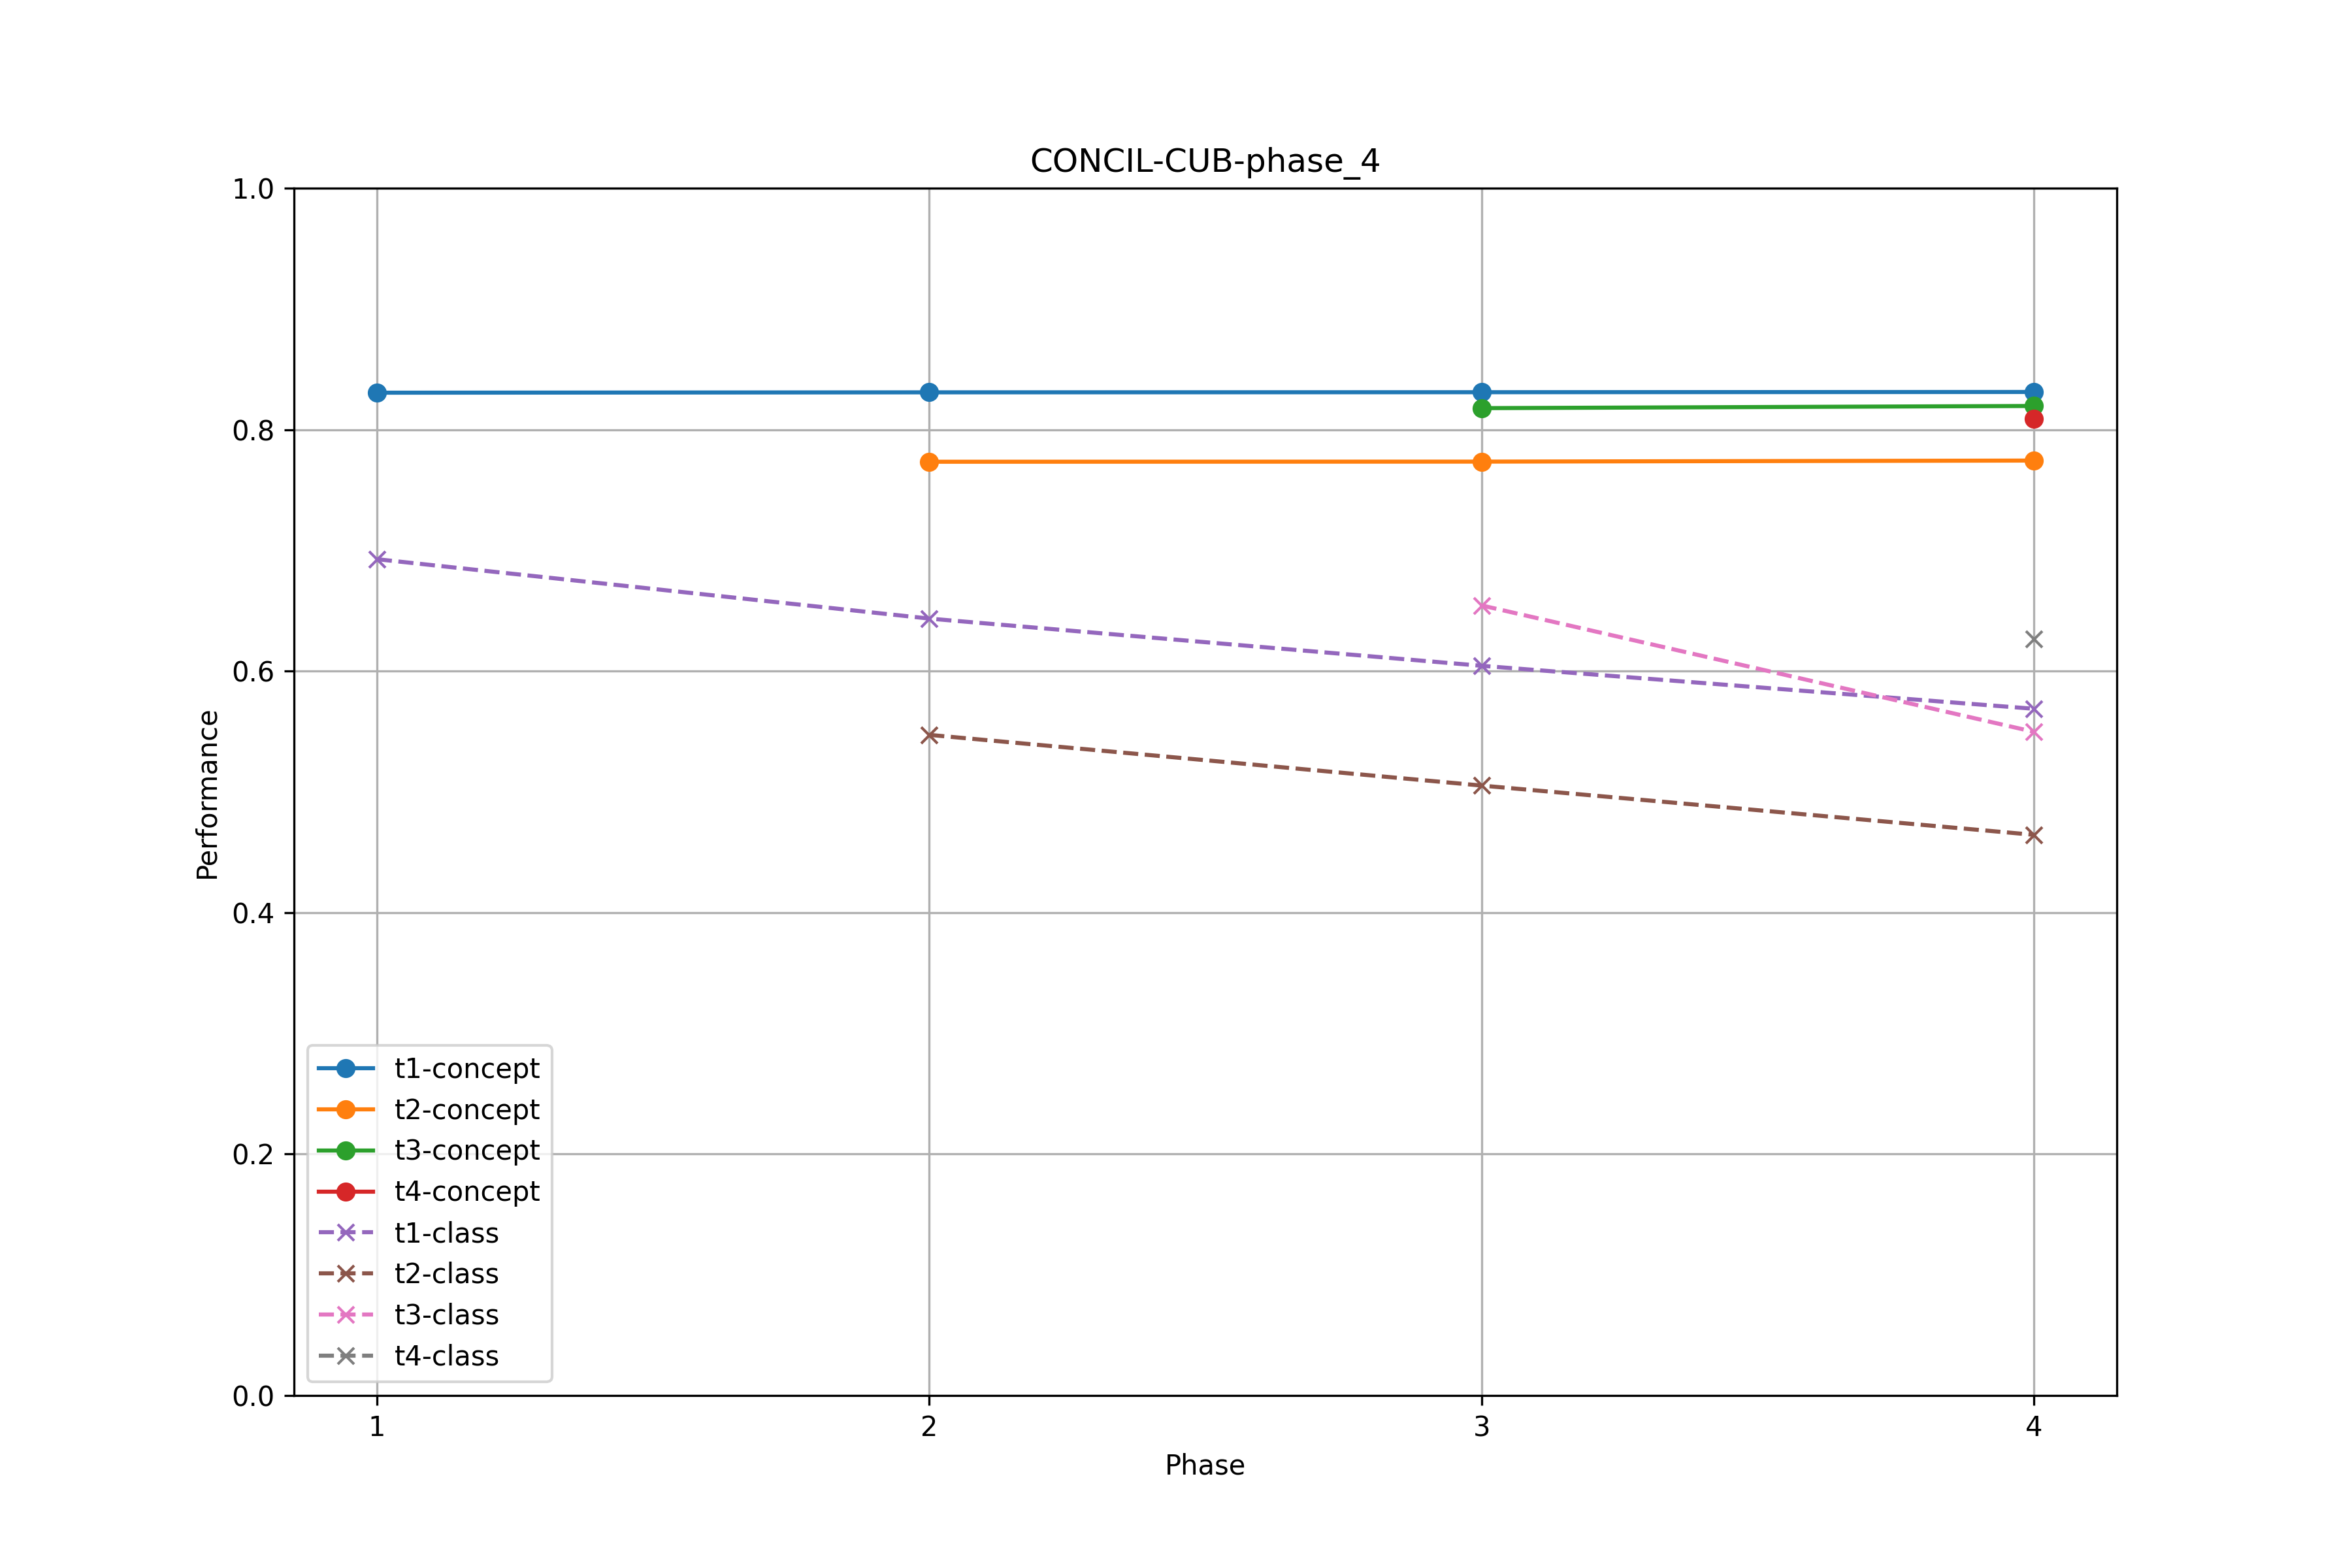 CONCIL-CUB-phase_4
1.0
0.8
0.6
0.4
0.2
0.0
Performance
t1-concept
t2-concept
t3-concept
t4-concept
t1-class
t2-class
t3-class
t4-class
1 2 3 4
Phase